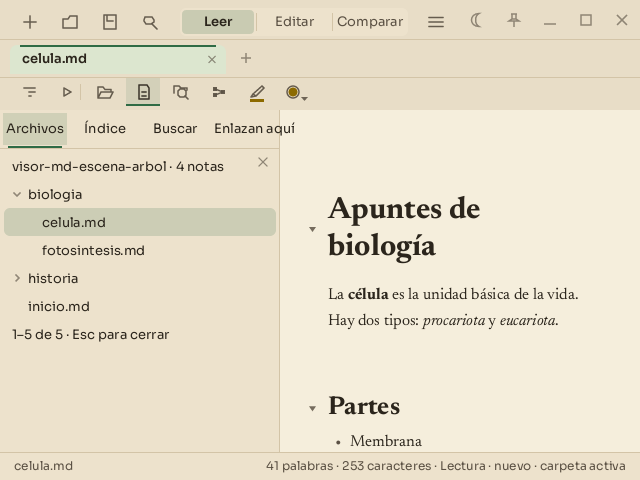 Leer Editar Comparar
celula.md
Archivos Índice Buscar Enlazan aquí
visor-md-escena-arbol · 4 notas
biologia
celula.md
fotosintesis.md
historia
inicio.md
1–5 de 5 · Esc para cerrar
Apuntes de
biología
La célula es la unidad básica de la vida.
Hay dos tipos: procariota y eucariota.
Partes
• Membrana
celula.md
41 palabras · 253 caracteres · Lectura · nuevo · carpeta activa